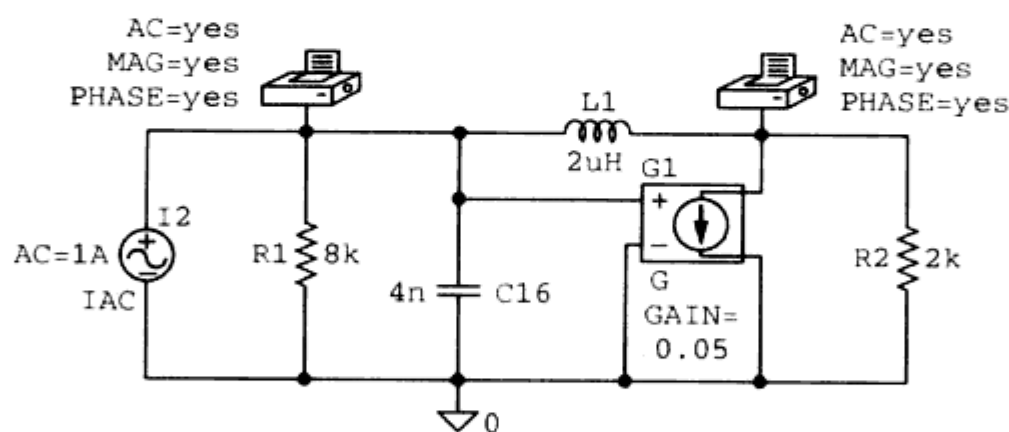 AC=yes
MAG=yes
PHASE=yes
AC=yes
MAG=yes
PHASE=yes
L1
2uH
G1
I2
AC=1A
IAC
R1
8k
4n
C16
+
−
G
GAIN=
0.05
R2
2k
0